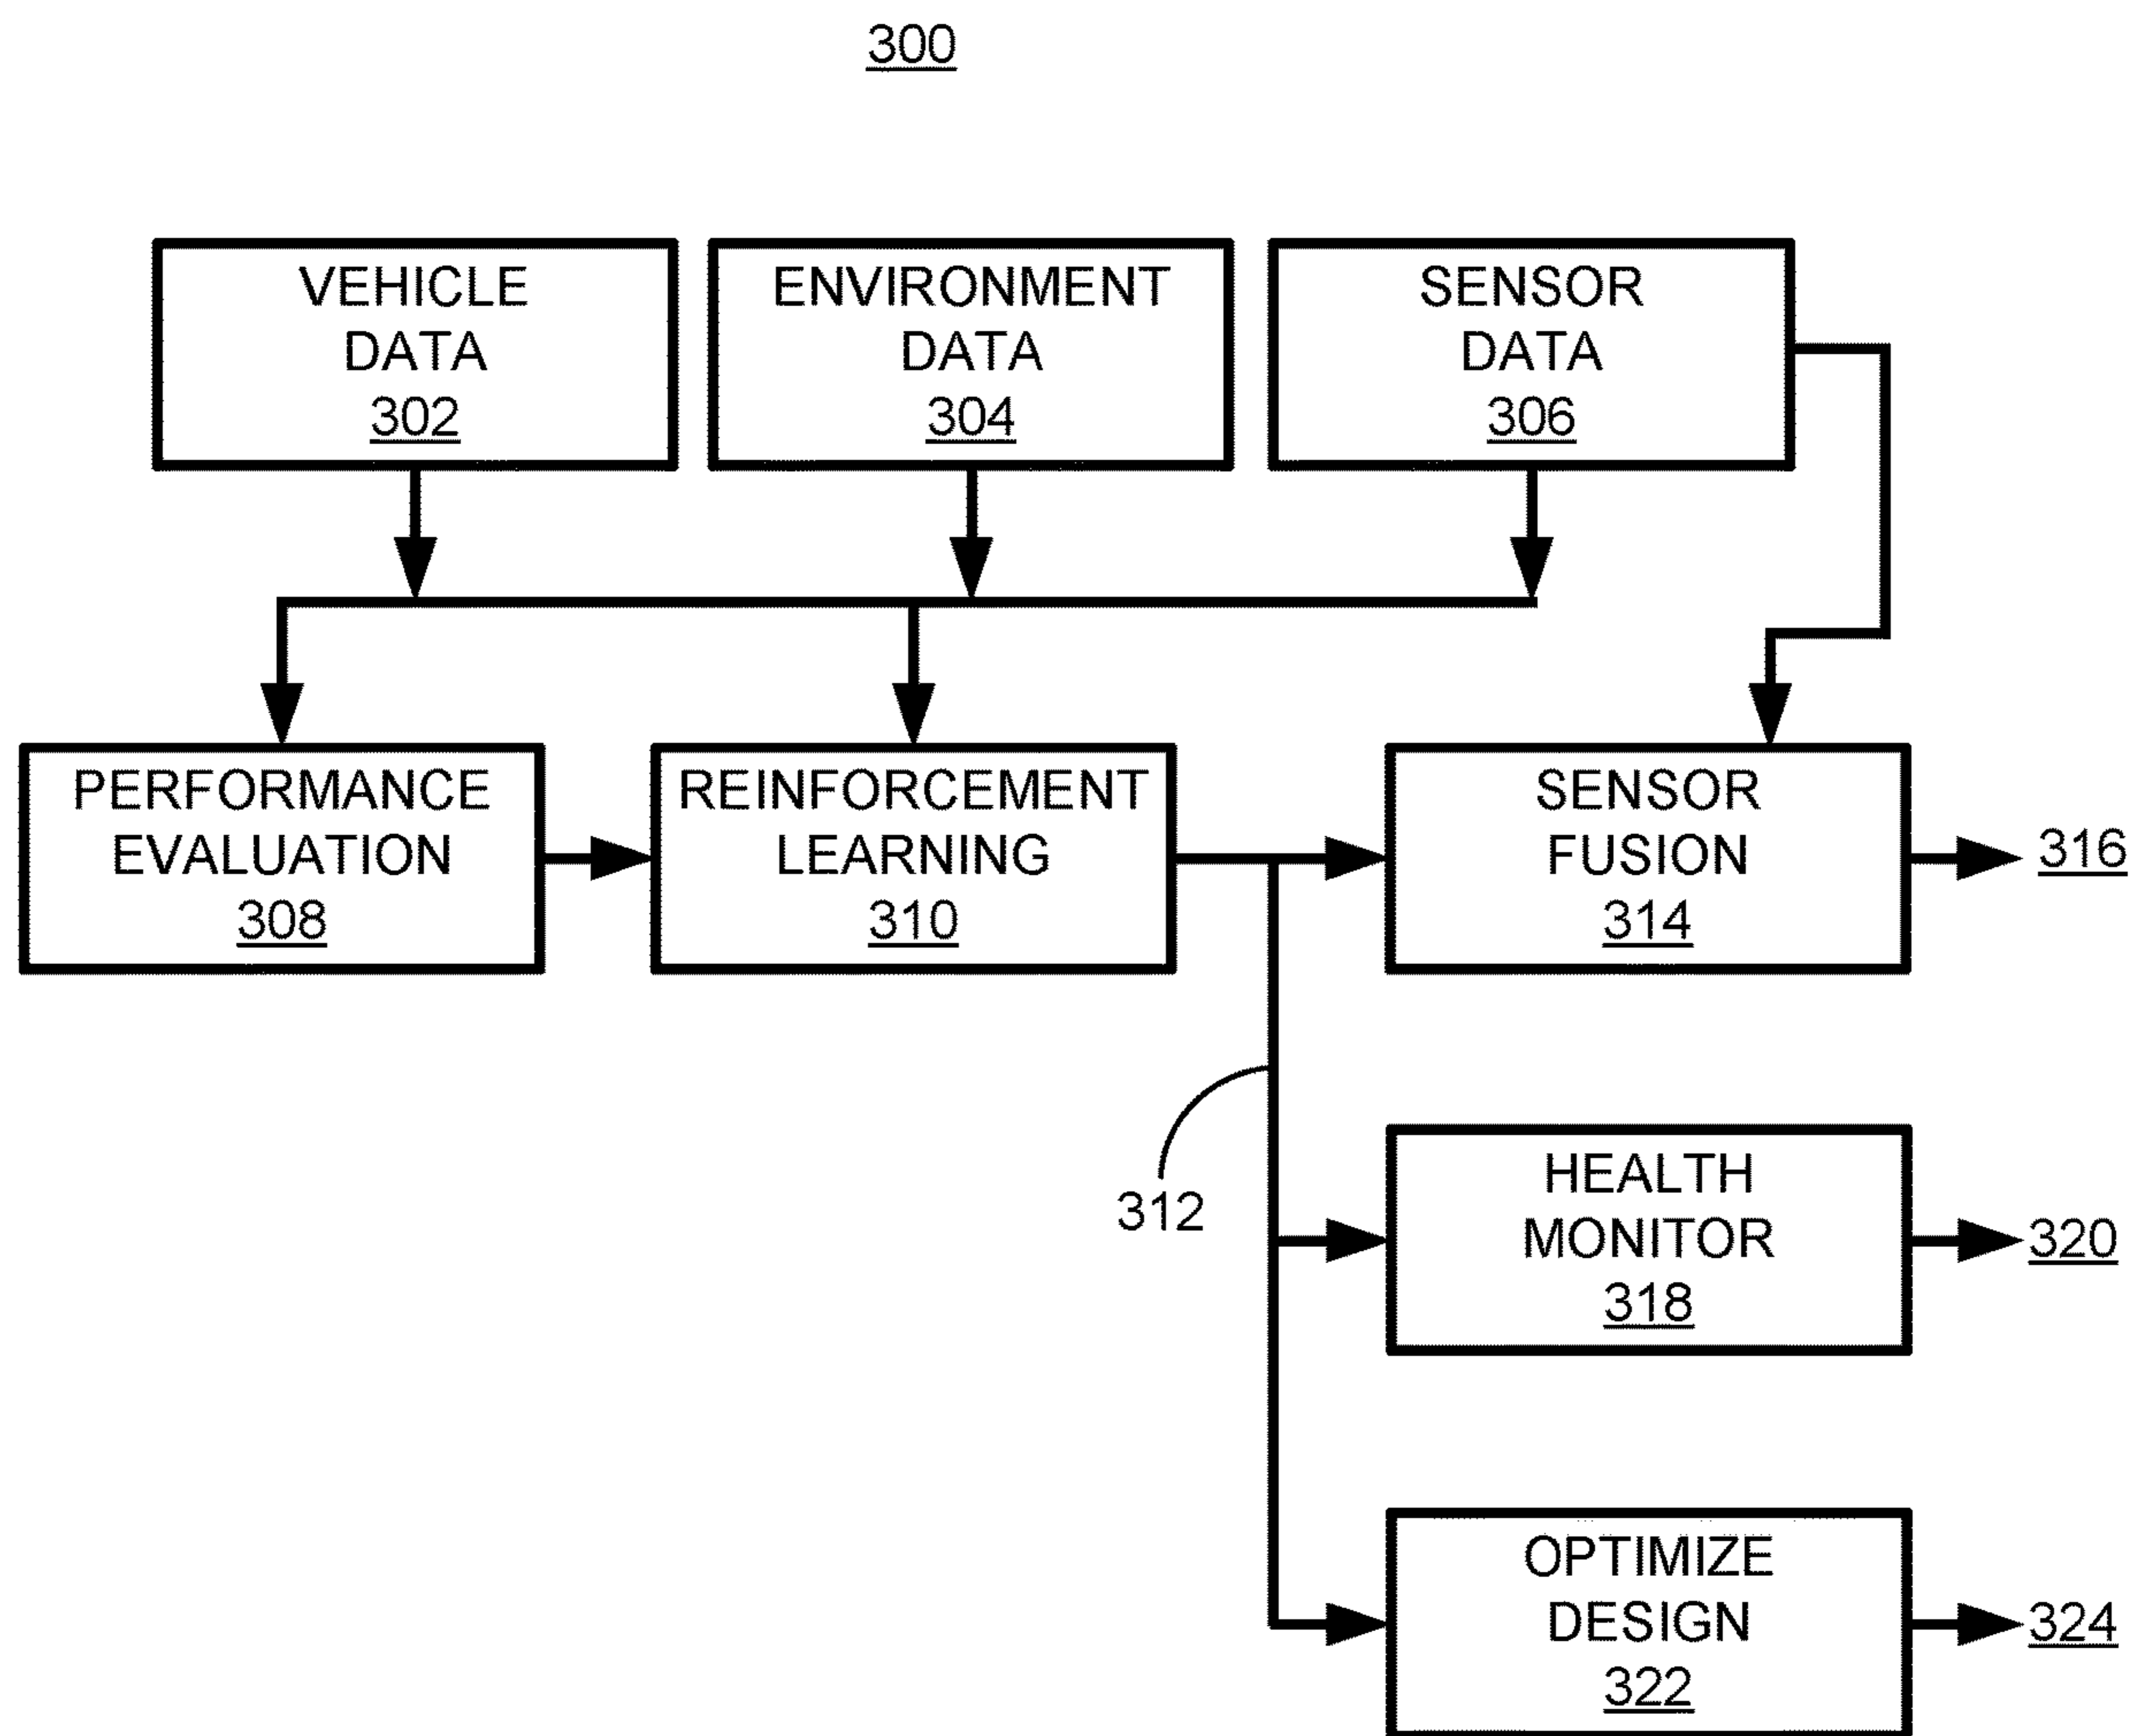 300
VEHICLE
DATA
302
ENVIRONMENT
DATA
304
SENSOR
DATA
306
PERFORMANCE
EVALUATION
308
REINFORCEMENT
LEARNING
310
SENSOR
FUSION
314
316
312
HEALTH
MONITOR
318
320
OPTIMIZE
DESIGN
322
324